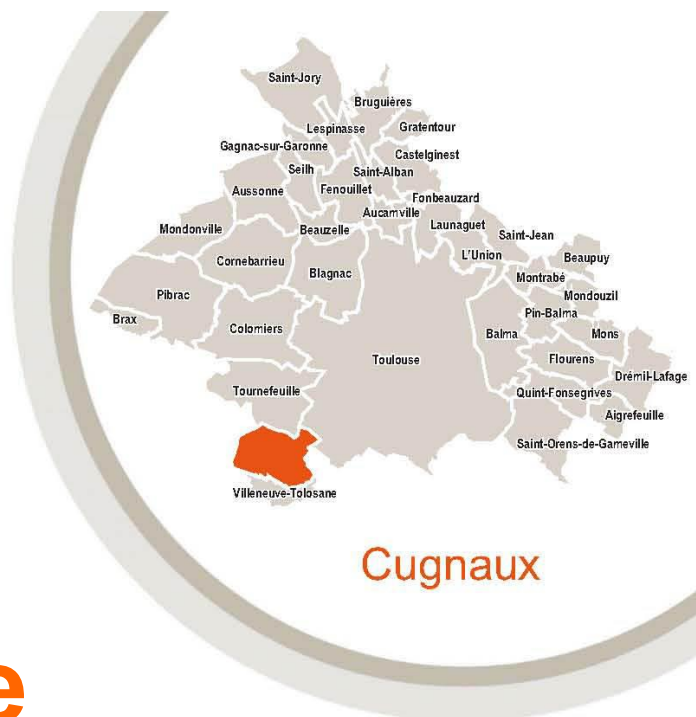 Saint-Jory
Bruguières
Lespinasse
Gratentour
Gagnac-sur-Garonne
Castelginest
Seilh
Saint-Alban
Aussonne
Fenouillet
Fonbeauzard
Aucamville
Mondonville
Beauzelle
Launaguet
Saint-Jean
Cornebarrieu
L'Union
Beaupuy
Blagnac
Montrabé
Pibrac
Mondouzil
Brax
Pin-Balma
Colomiers
Balma
Mons
Toulouse
Flourens
Drémil-Lafage
Tournefeuille
Quint-Fonsegrives
Aigrefeuille
Saint-Orens-de-Gameville
Villeneuve-Tolosane
Cugnaux
e